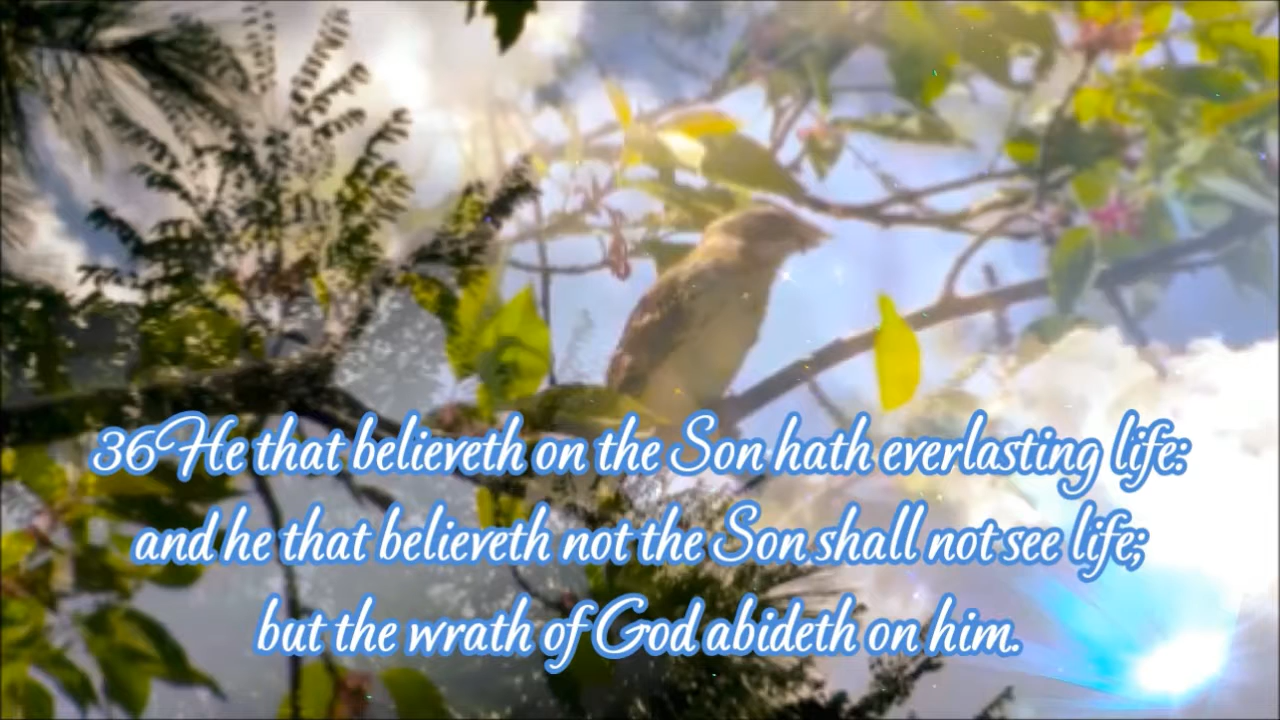 36He that believeth on the Son hath everlasting life:
and he that believeth not the Son shall not see life;
but the wrath of God abideth on him.